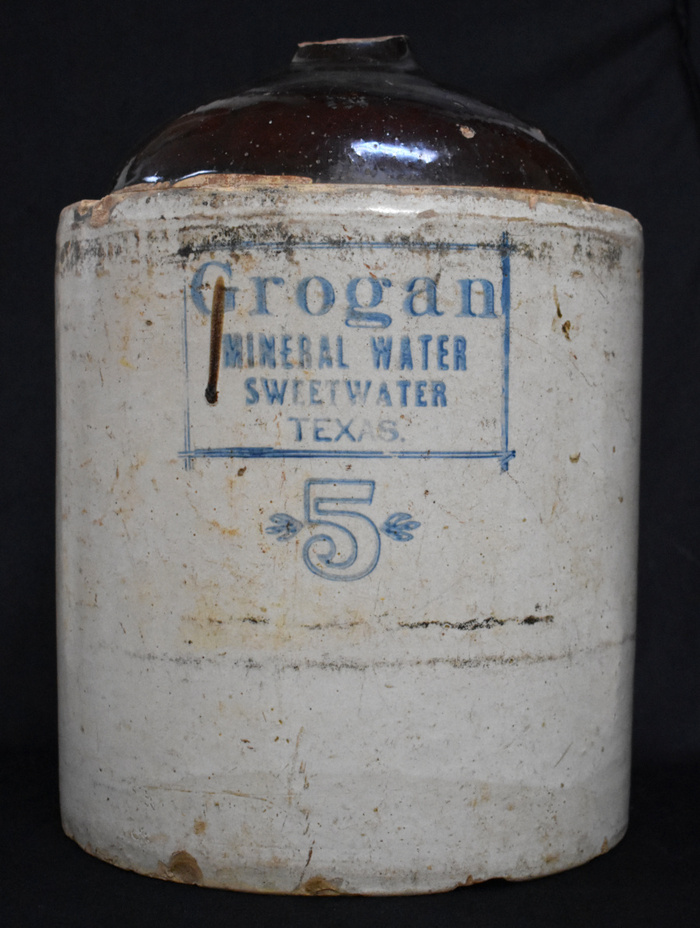 Grogan
MINERAL WATER
SWEETWATER
TEXAS.
5